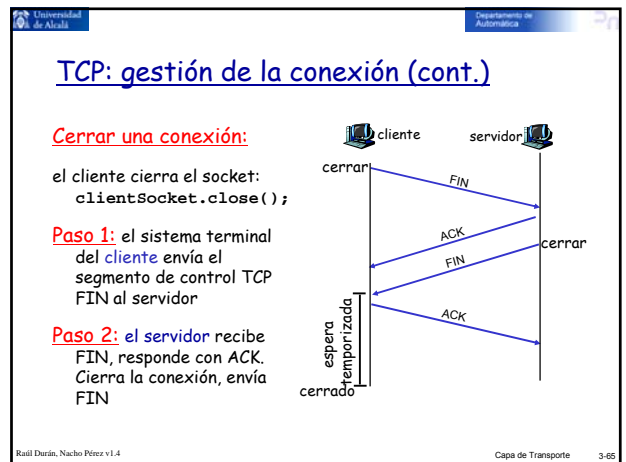 Universidad
de Alcalá
Departamento de
Automática
TCP: gestión de la conexión (cont.)
Cerrar una conexión:
el cliente cierra el socket:
clientSocket.close();
Paso 1: el sistema terminal
del cliente envía el
segmento de control TCP
FIN al servidor
Paso 2: el servidor recibe
FIN, responde con ACK.
Cierra la conexión, envía
FIN
cliente
servidor
cerrar
FIN
ACK
cerrar
FIN
ACK
espera
temporizada
cerrado
Raúl Durán, Nacho Pérez v1.4
Capa de Transporte
3-65